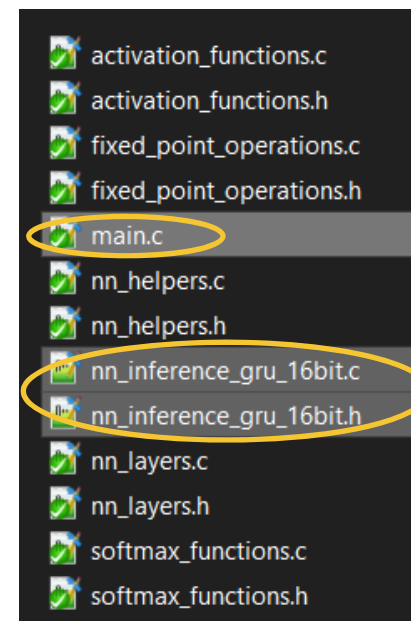 activation_functions.c
activation_functions.h
fixed_point_operations.c
fixed_point_operations.h
main.c
nn_helpers.c
nn_helpers.h
nn_inference_gru_16bit.c
nn_inference_gru_16bit.h
nn_layers.c
nn_layers.h
softmax_functions.c
softmax_functions.h